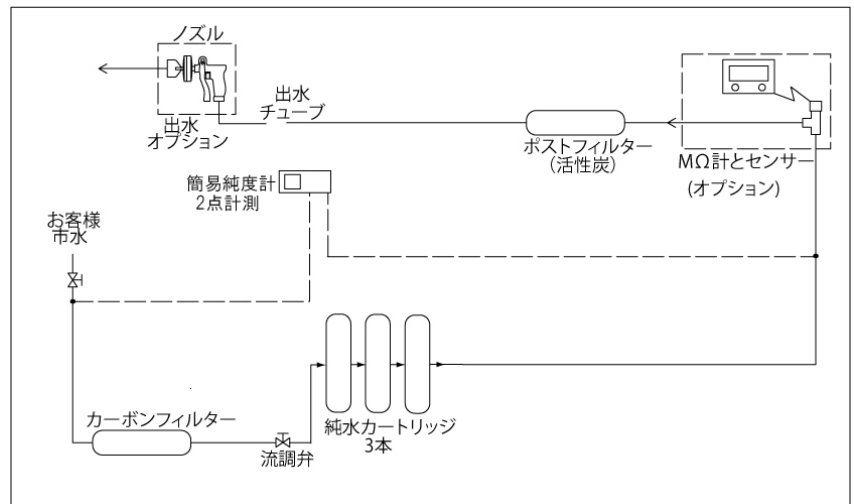 ノズル
出水
オプション
出水
チューブ
ポストフィルター
（活性炭）
MΩ計とセンサー
(オプション)
簡易純度計
2点計測
お客様
市水
カーボンフィルター
流調弁
純水カートリッジ
3本